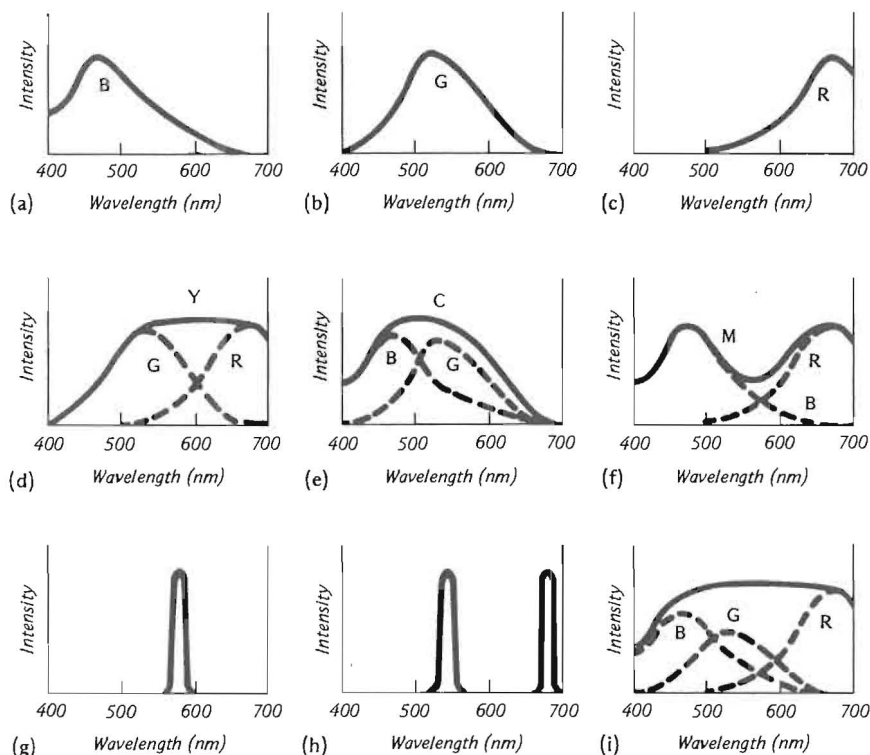 Intensity
B
400 500 600 700
Wavelength (nm)
(a)
Intensity
G
400 500 600 700
Wavelength (nm)
(b)
Intensity
R
400 500 600 700
Wavelength (nm)
(c)
Intensity
Y
G
R
400 500 600 700
Wavelength (nm)
(d)
Intensity
C
B
G
400 500 600 700
Wavelength (nm)
(e)
Intensity
M
R
B
400 500 600 700
Wavelength (nm)
(f)
Intensity
400 500 600 700
Wavelength (nm)
(g)
Intensity
400 500 600 700
Wavelength (nm)
(h)
Intensity
B
G
R
400 500 600 700
Wavelength (nm)
(i)